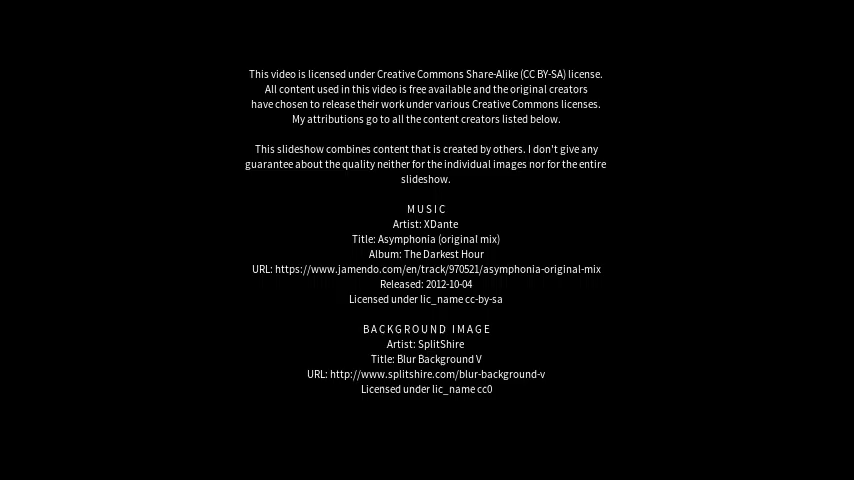 This video is licensed under Creative Commons Share-Alike (CC BY-SA) license.
All content used in this video is free available and the original creators
have chosen to release their work under various Creative Commons licenses.
My attributions go to all the content creators listed below.
This slideshow combines content that is created by others. I don't give any
guarantee about the quality neither for the individual images nor for the entire
slideshow.
MUSIC
Artist: XDante
Title: Asymphonia (original mix)
Album: The Darkest Hour
URL: https://www.jamendo.com/en/track/970521/asymphonia-original-mix
Released: 2012-10-04
Licensed under lic_name cc-by-sa
BACKGROUND IMAGE
Artist: SplitShire
Title: Blur Background V
URL: http://www.splitshire.com/blur-background-v
Licensed under lic_name cc0